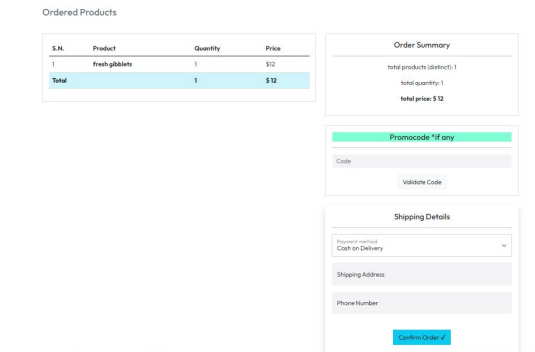 Ordered Products
S.N. Product Quantity Price
1 fresh gibblets 1 $12
Total 1 $ 12
Order Summary
total products (distinct): 1
total quantity: 1
total price: $ 12
Promocode *if any
Code
Validate Code
Shipping Details
Payment method
Cash on Delivery
Shipping Address
Phone Number
Confirm Order ✓